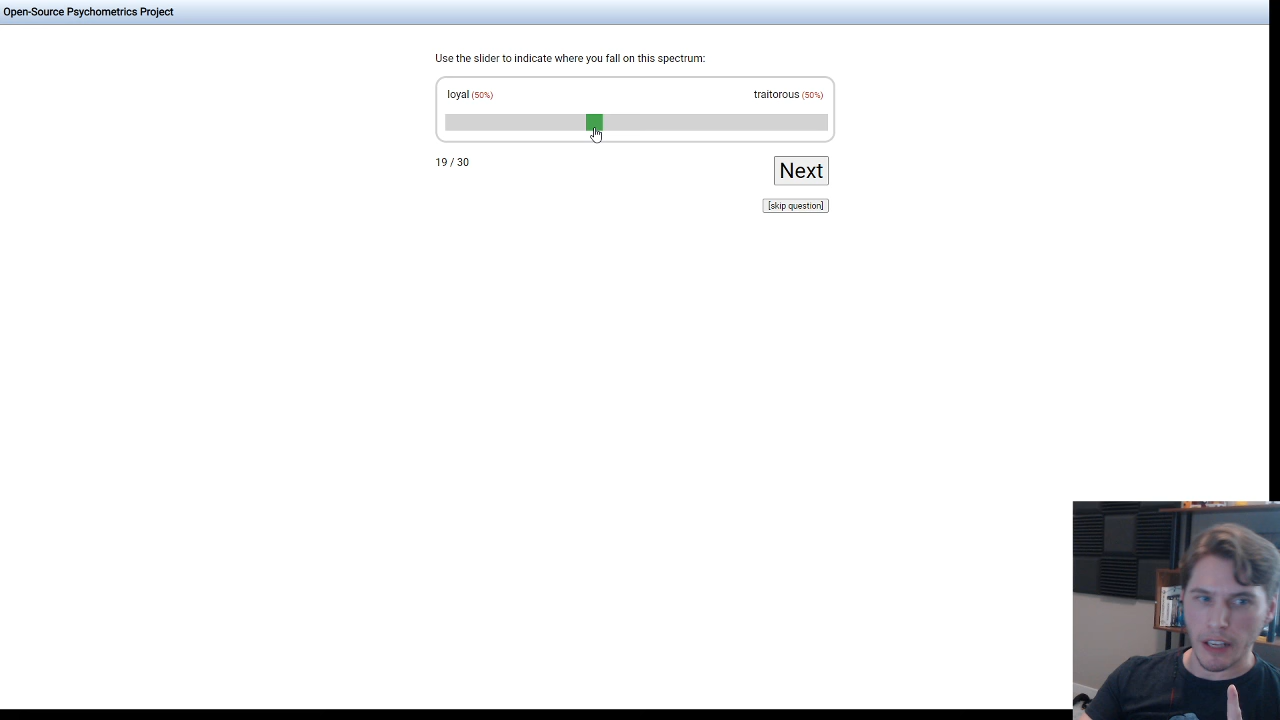 Open-Source Psychometrics Project
Use the slider to indicate where you fall on this spectrum:
loyal (50%) traitorous (50%)
19 / 30
Next
[skip question]